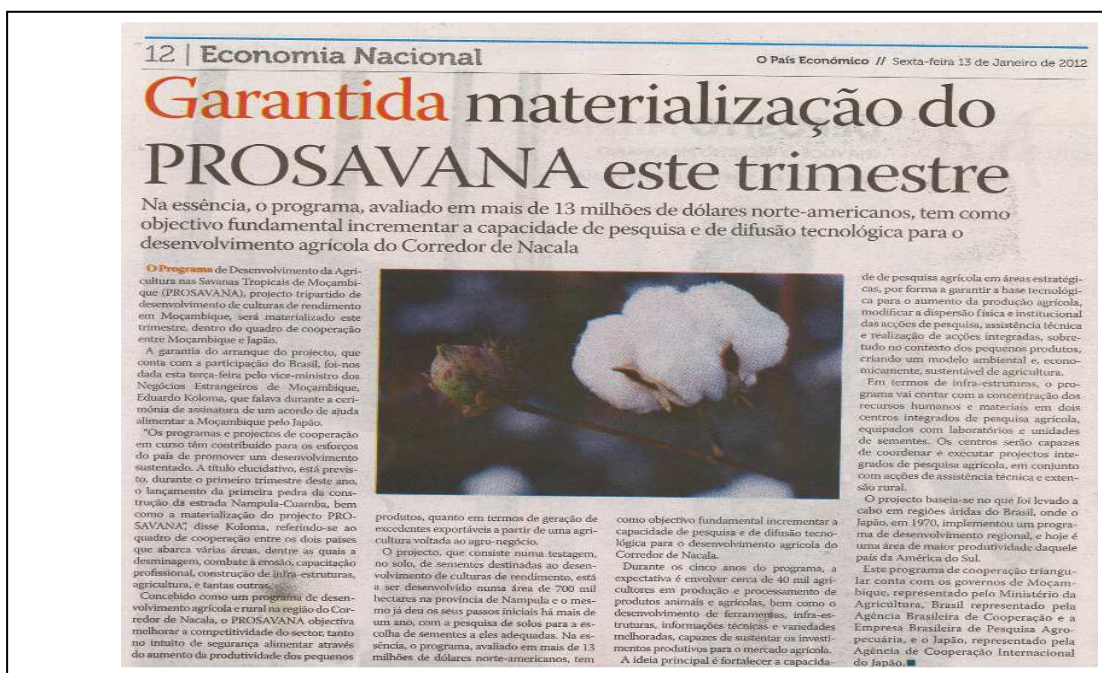 12 | Economia Nacional
O País Económico // Sexta-feira 13 de Janeiro de 2012
Garantida materialização do
PROSAVANA este trimestre
Na essência, o programa, avaliado em mais de 13 milhões de dólares norte-americanos, tem como
objectivo fundamental incrementar a capacidade de pesquisa e de difusão tecnológica para o
desenvolvimento agrícola do Corredor de Nacala
O Programa de Desenvolvimento da Agri-
cultura nas Savanas Tropicais de Moçambi-
que (PROSAVANA), projecto tripartido de
desenvolvimento de culturas de rendimento
em Moçambique, será materializado este
trimestre, dentro do quadro de cooperação
entre Moçambique e Japão.
A garantia do arranque do projecto, que
conta com a participação do Brasil, foi-nos
dada esta terça-feira pelo vice-ministro dos
Negócios Estrangeiros de Moçambique,
Eduardo Koloma, que falava durante a ceri-
mónia de assinatura de um acordo de ajuda
alimentar a Moçambique pelo Japão.
"Os programas e projectos de cooperação
em curso têm contribuído para os esforços
do país de promover um desenvolvimento
sustentado. A título elucidativo, está previs-
to, durante o primeiro trimestre deste ano,
o lançamento da primeira pedra da cons-
trução da estrada Nampula-Cuamba, bem
como a materialização do projecto PRO-
SAVANA", disse Koloma, referindo-se ao
quadro de cooperação entre os dois países
que abarca várias áreas, dentre as quais a
desminagem, combate à erosão, capacitação
profissional, construção de infra-estruturas,
agricultura, e tantas outras.
Concebido como um programa de desen-
volvimento agrícola e rural na região do Cor-
redor de Nacala, o PROSAVANA objectiva
melhorar a competitividade do sector, tanto
no intuito de segurança alimentar através
do aumento da produtividade dos pequenos
produtos, quanto em termos de geração de
excedentes exportáveis a partir de uma agri-
cultura voltada ao agro-negócio.
O projecto, que consiste numa testagem,
no solo, de sementes destinadas ao desen-
volvimento de culturas de rendimento, está
a ser desenvolvido numa área de 700 mil
hectares na província de Nampula e o mes-
mo já deu os seus passos iniciais há mais de
um ano, com a pesquisa de solos para a es-
colha de sementes a eles adequadas. Na es-
sência, o programa, avaliado em mais de 13
milhões de dólares norte-americanos, tem
como objectivo fundamental incrementar a
capacidade de pesquisa e de difusão tecno-
lógica para o desenvolvimento agrícola do
Corredor de Nacala.
Durante os cinco anos do programa, a
expectativa é envolver cerca de 40 mil agri-
cultores em produção e processamento de
produtos animais e agrícolas, bem como o
desenvolvimento de ferramentas, infra-es-
truturas, informações técnicas e variedades
melhoradas, capazes de sustentar os investi-
mentos produtivos para o mercado agrícola.
A ideia principal é fortalecer a capacida-
de de pesquisa agrícola em áreas estratégi-
cas, por forma a garantir a base tecnológi-
ca para o aumento da produção agrícola,
modificar a dispersão física e institucional
das acções de pesquisa, assistência técnica
e realização de acções integradas, sobre-
tudo no contexto dos pequenos produtos,
criando um modelo ambiental e, econo-
micamente, sustentável de agricultura.
Em termos de infra-estruturas, o pro-
grama vai contar com a concentração dos
recursos humanos e materiais em dois
centros integrados de pesquisa agrícola,
equipados com laboratórios e unidades
de sementes. Os centros serão capazes
de coordenar e executar projectos inte-
grados de pesquisa agrícola, em conjunto
com acções de assistência técnica e exten-
são rural.
O projecto baseia-se no que foi levado a
cabo em regiões áridas do Brasil, onde o
Japão, em 1970, implementou um progra-
ma de desenvolvimento regional, e hoje é
uma área de maior produtividade daquele
país da América do Sul.
Este programa de cooperação triangu-
lar conta com os governos de Moçam-
bique, representado pelo Ministério da
Agricultura, Brasil representado pela
Agência Brasileira de Cooperação e a
Empresa Brasileira de Pesquisa Agro-
pecuária, e o Japão, representado pela
Agência de Cooperação Internacional
do Japão.